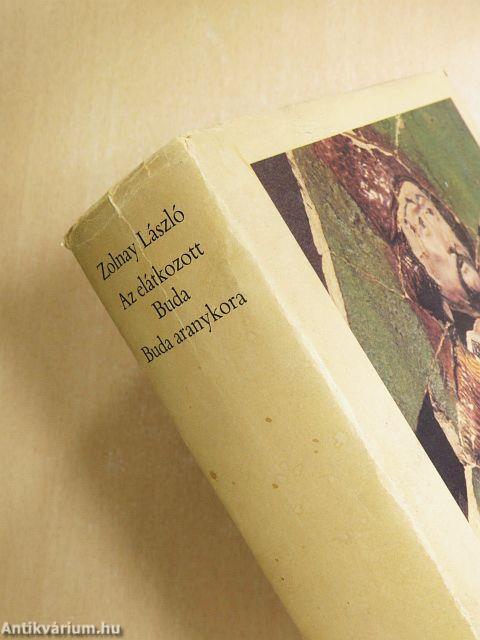 Zolnay László
Az elátkozott
Buda
Buda aranykora
Antikvárium.hu